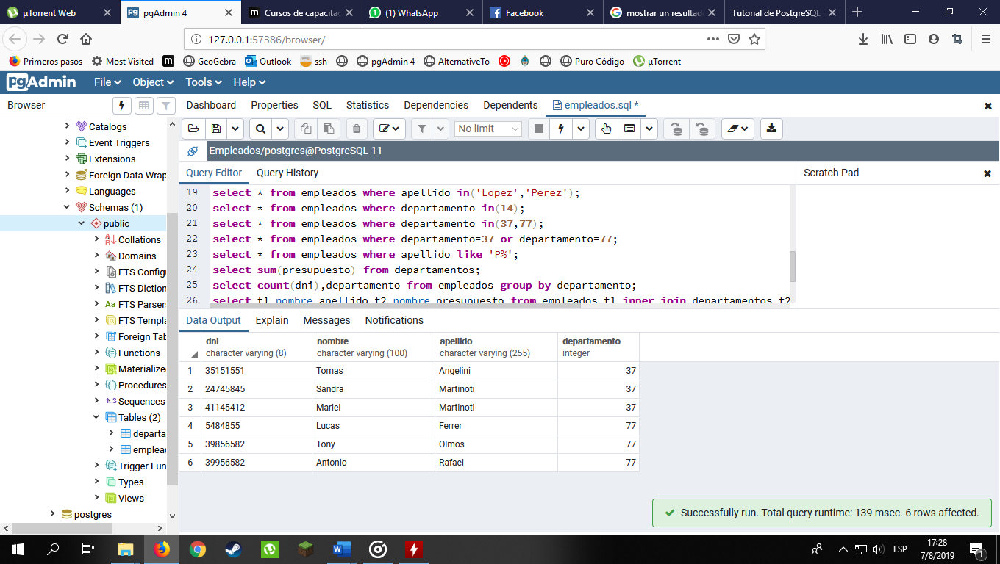 µTorrent Web
pgAdmin 4
Cursos de capacitac
(1) WhatsApp
Facebook
mostrar un resultad
Tutorial de PostgreSQL
127.0.0.1:57386/browser/
Primeros pasos
Most Visited
GeoGebra
Outlook
ssh
pgAdmin 4
AlternativeTo
Puro Código
µTorrent
pgAdmin
File
Object
Tools
Help
Browser
Dashboard
Properties
SQL
Statistics
Dependencies
Dependents
empleados.sql *
No limit
Empleados/postgres@PostgreSQL 11
Query Editor
Query History
Scratch Pad
Catalogs
Event Triggers
Extensions
Foreign Data Wrap
Languages
Schemas (1)
public
Collations
Domains
FTS Config
FTS Diction
FTS Parser
FTS Templa
Foreign Tab
Functions
Materialize
Procedures
Sequences
Tables (2)
departa
emplea
Trigger Fun
Types
Views
postgres
19 select * from empleados where apellido in('Lopez','Perez');
20 select * from empleados where departamento in(14);
21 select * from empleados where departamento in(37,77);
22 select * from empleados where departamento=37 or departamento=77;
23 select * from empleados where apellido like 'P%';
24 select sum(presupuesto) from departamentos;
25 select count(dni),departamento from empleados group by departamento;
26 select t1.nombre,apellido,t2.nombre,presupuesto from empleados t1 inner join departamentos t2
Data Output
Explain
Messages
Notifications
dni nombre apellido departamento
character varying (8) character varying (100) character varying (255) integer
1 35151551 Tomas Angelini 37
2 24745845 Sandra Martinoti 37
3 41145412 Mariel Martinoti 37
4 5484855 Lucas Ferrer 77
5 39856582 Tony Olmos 77
6 39956582 Antonio Rafael 77
Successfully run. Total query runtime: 139 msec. 6 rows affected.
ESP
17:28
7/8/2019
1